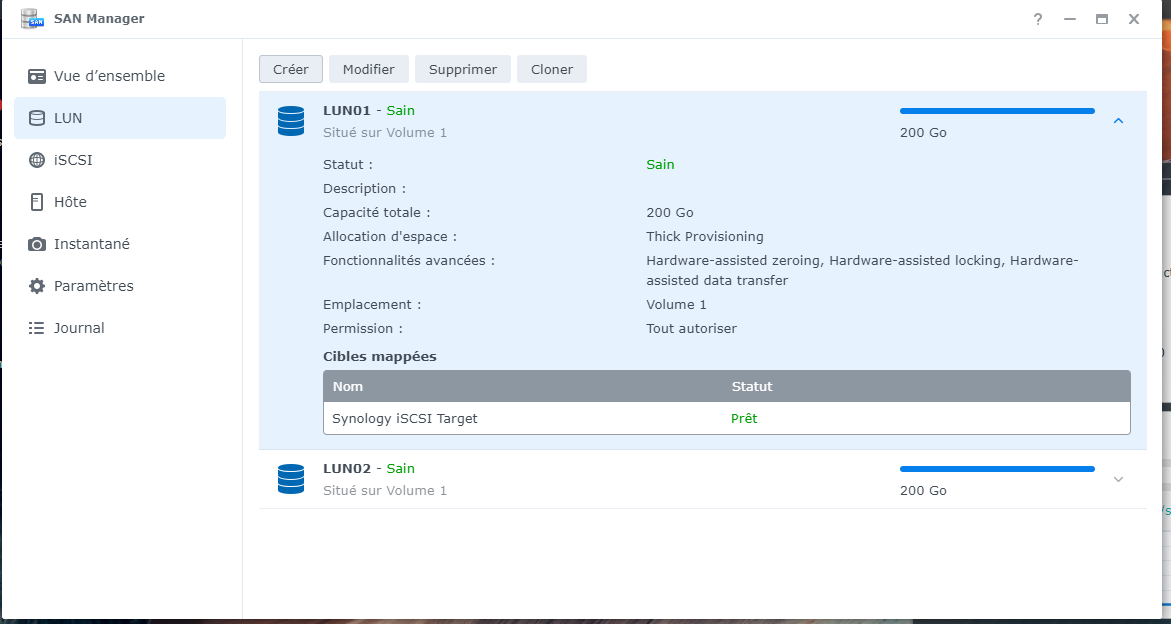 SAN Manager
Vue d’ensemble
LUN
iSCSI
Hôte
Instantané
Paramètres
Journal
Créer Modifier Supprimer Cloner
LUN01 - Sain
Situé sur Volume 1
200 Go
Statut : Sain
Description :
Capacité totale : 200 Go
Allocation d'espace : Thick Provisioning
Fonctionnalités avancées : Hardware-assisted zeroing, Hardware-assisted locking, Hardware-
assisted data transfer
Emplacement : Volume 1
Permission : Tout autoriser
Cibles mappées
Nom Statut
Synology iSCSI Target Prêt
LUN02 - Sain
Situé sur Volume 1
200 Go